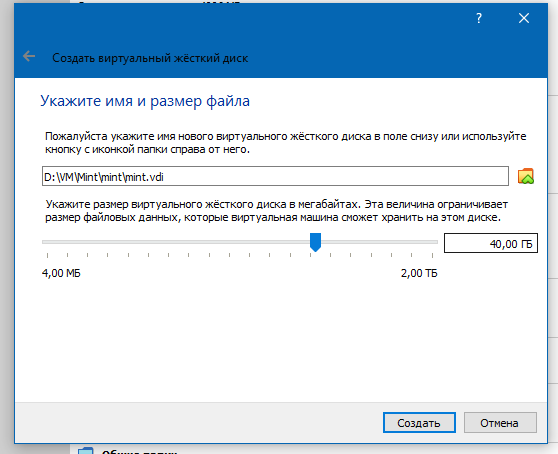 ?
Создать виртуальный жёсткий диск
Укажите имя и размер файла
Пожалуйста укажите имя нового виртуального жёсткого диска в поле снизу или используйте
кнопку с иконкой папки справа от него.
D:\VM\Mint\mint\mint.vdi
Укажите размер виртуального жёсткого диска в мегабайтах. Эта величина ограничивает
размер файловых данных, которые виртуальная машина сможет хранить на этом диске.
40,00 ГБ
4,00 МБ
2,00 ТБ
Создать
Отмена